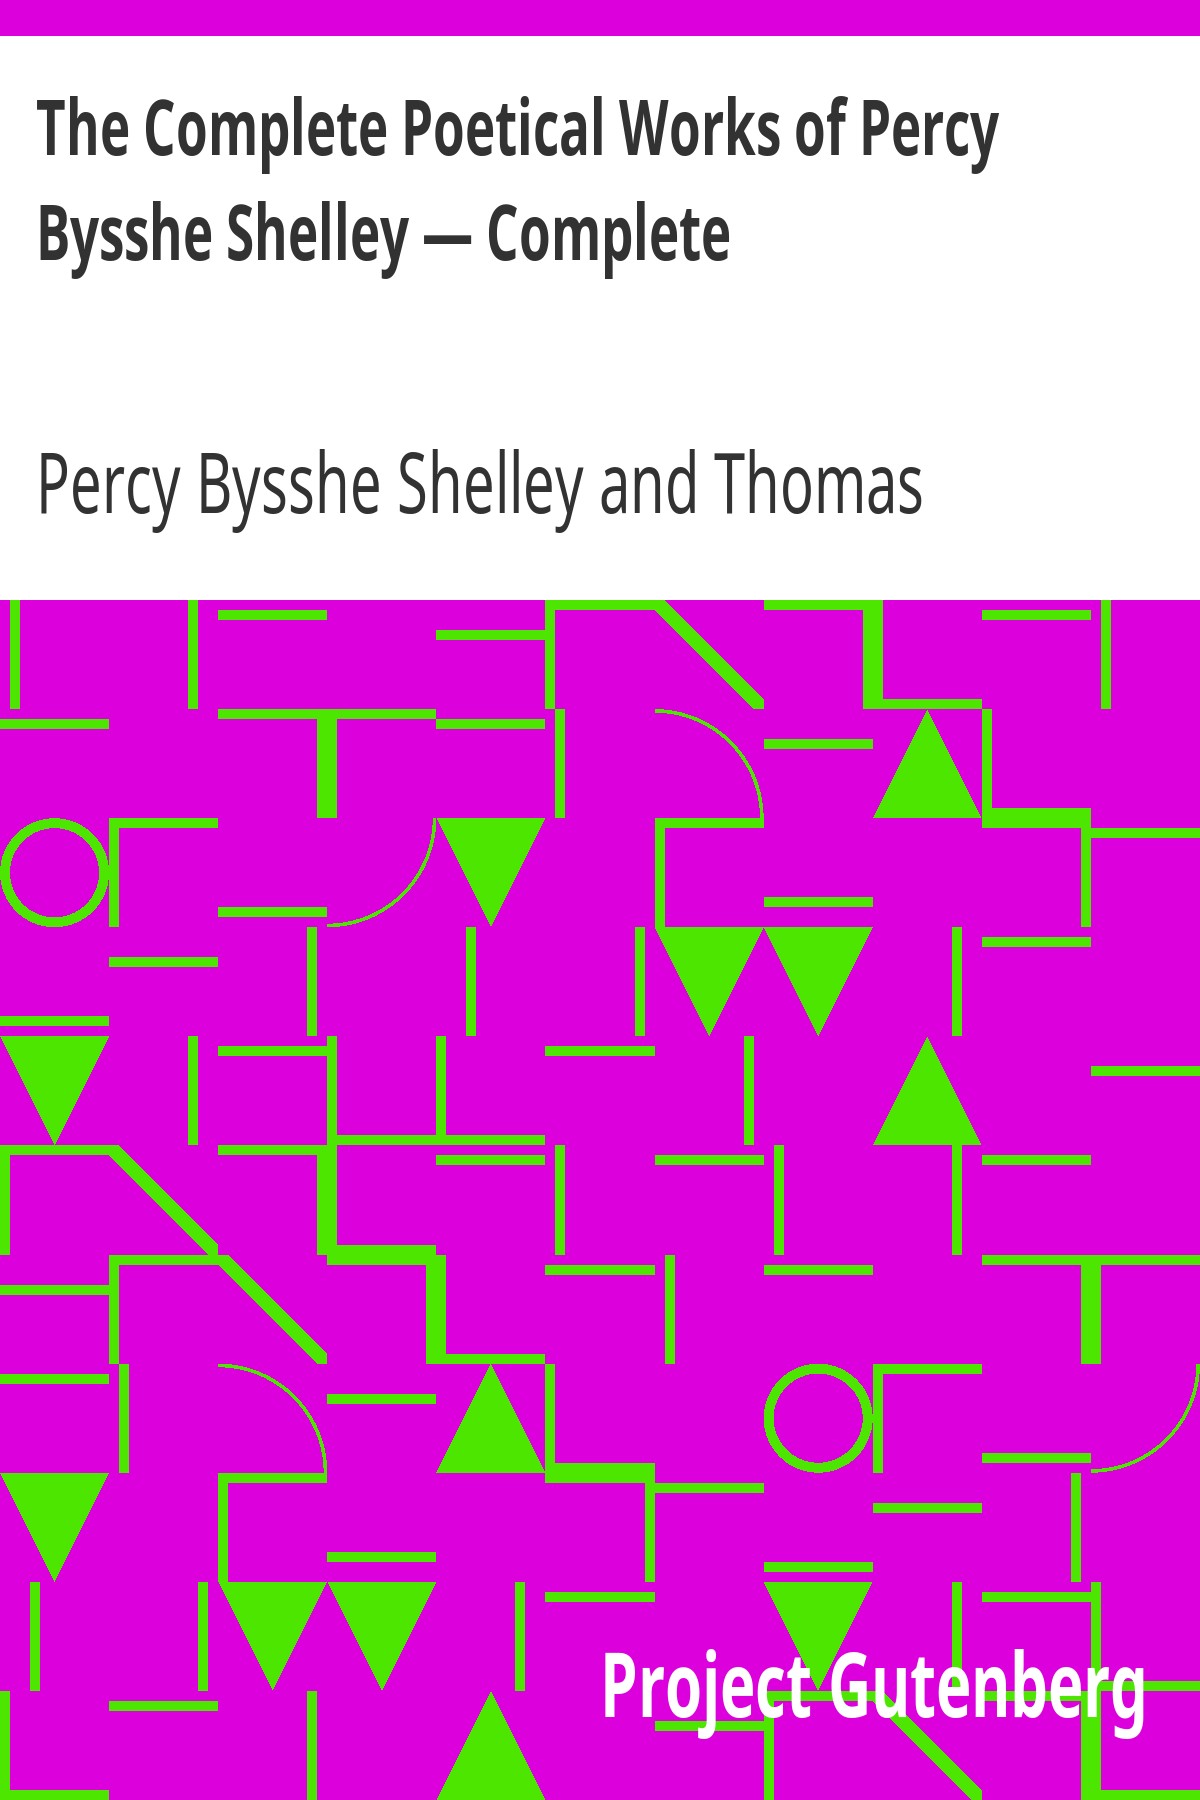 The Complete Poetical Works of Percy
Bysshe Shelley — Complete
Percy Bysshe Shelley and Thomas
Project Gutenberg